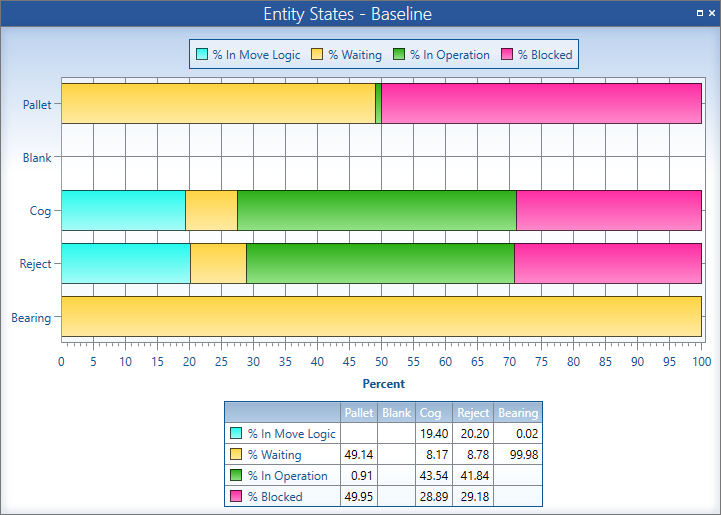 Entity States - Baseline
% In Move Logic % Waiting % In Operation % Blocked
Pallet
Blank
Cog
Reject
Bearing
0 5 10 15 20 25 30 35 40 45 50 55 60 65 70 75 80 85 90 95 100
Percent
Pallet Blank Cog Reject Bearing
% In Move Logic 19.40 20.20 0.02
% Waiting 49.14 8.17 8.78 99.98
% In Operation 0.91 43.54 41.84
% Blocked 49.95 28.89 29.18